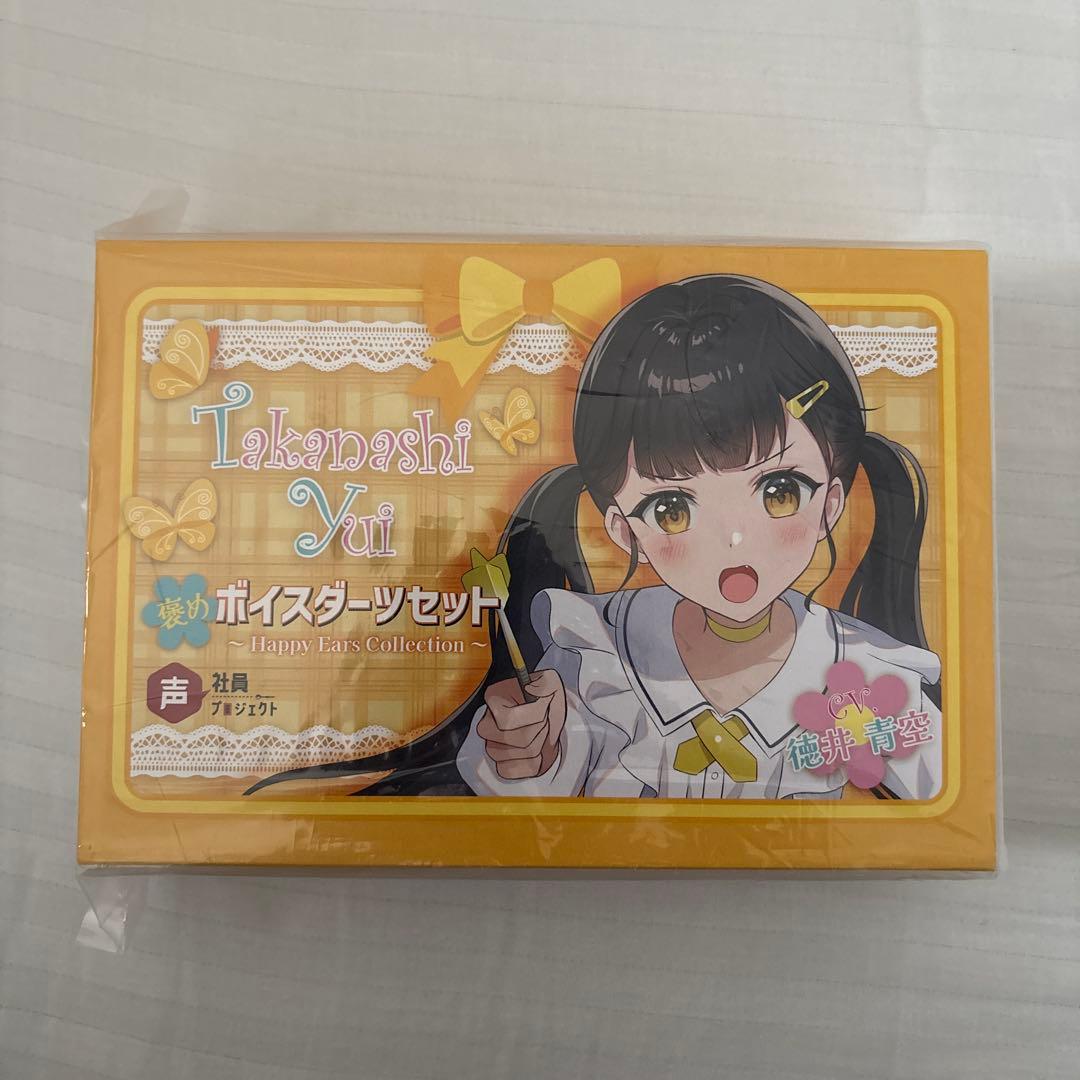 Takanashi
Yui
褒め ボイスダーツセット
～Happy Ears Collection～
声 社員
プロジェクト
CV.
徳井 青空